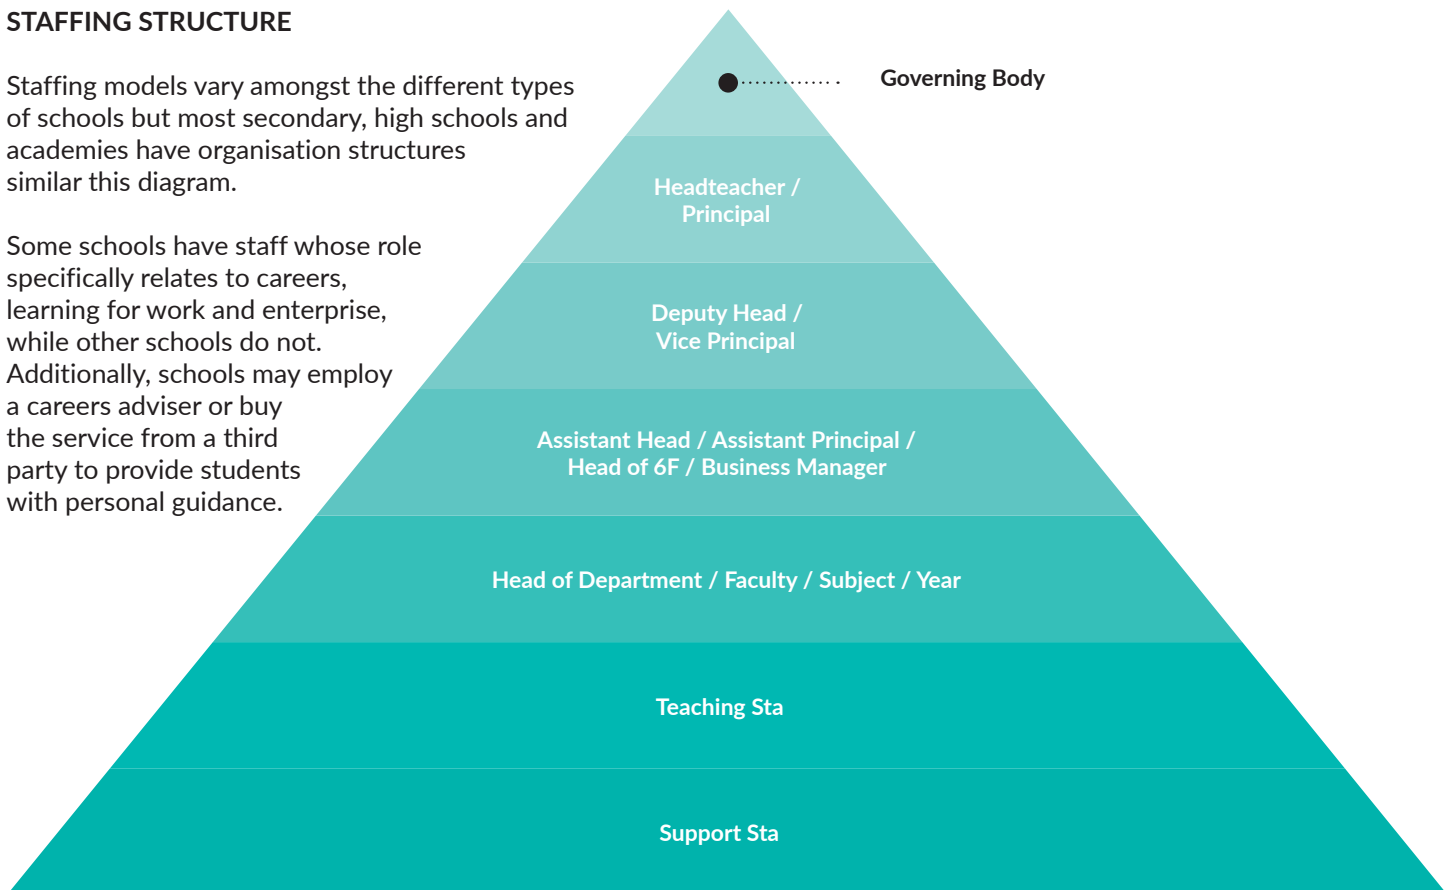 STAFFING STRUCTURE
Staffing models vary amongst the different types
of schools but most secondary, high schools and
academies have organisation structures
similar this diagram.
Some schools have staff whose role
specifically relates to careers,
learning for work and enterprise,
while other schools do not.
Additionally, schools may employ
a careers adviser or buy
the service from a third
party to provide students
with personal guidance.
Governing Body
Headteacher /
Principal
Deputy Head /
Vice Principal
Assistant Head / Assistant Principal /
Head of 6F / Business Manager
Head of Department / Faculty / Subject / Year
Teaching Sta
Support Sta